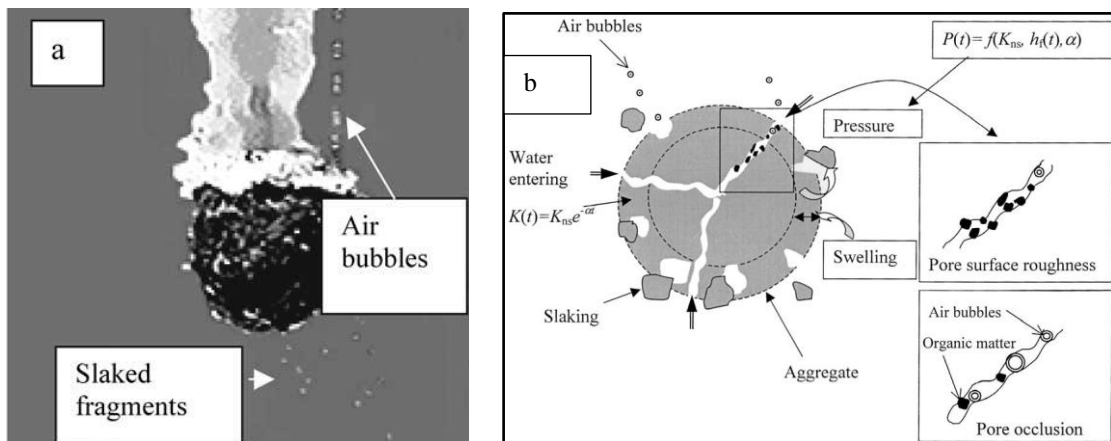 a
Air
bubbles
Slaked
fragments
b
Air bubbles
P(t) = f(Kns, hf(t), α)
Pressure
Water
entering
K(t) = Knse-αt
Swelling
Slaking
Aggregate
Pore surface roughness
Air bubbles
Organic matter
Pore occlusion